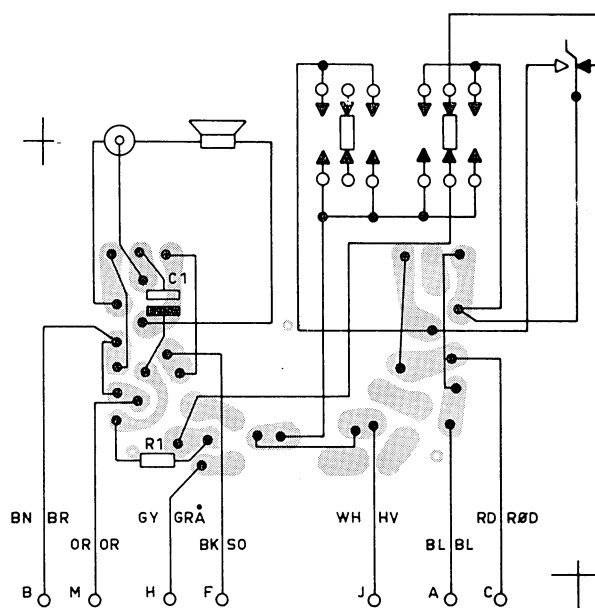 C1
R1
BN BR
GY GRÅ
WH HV
RD RØD
OR OR
BK SO
BL BL
B M H F J A C